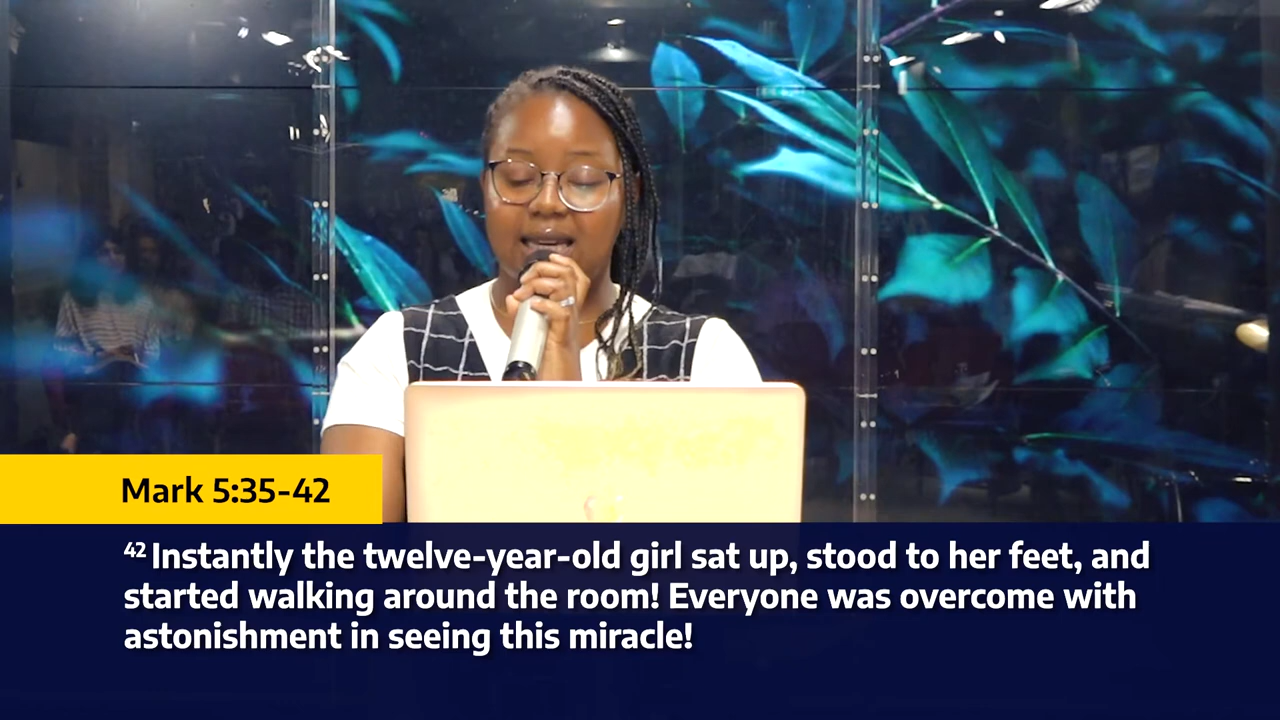 Mark 5:35-42
42 Instantly the twelve-year-old girl sat up, stood to her feet, and
started walking around the room! Everyone was overcome with
astonishment in seeing this miracle!